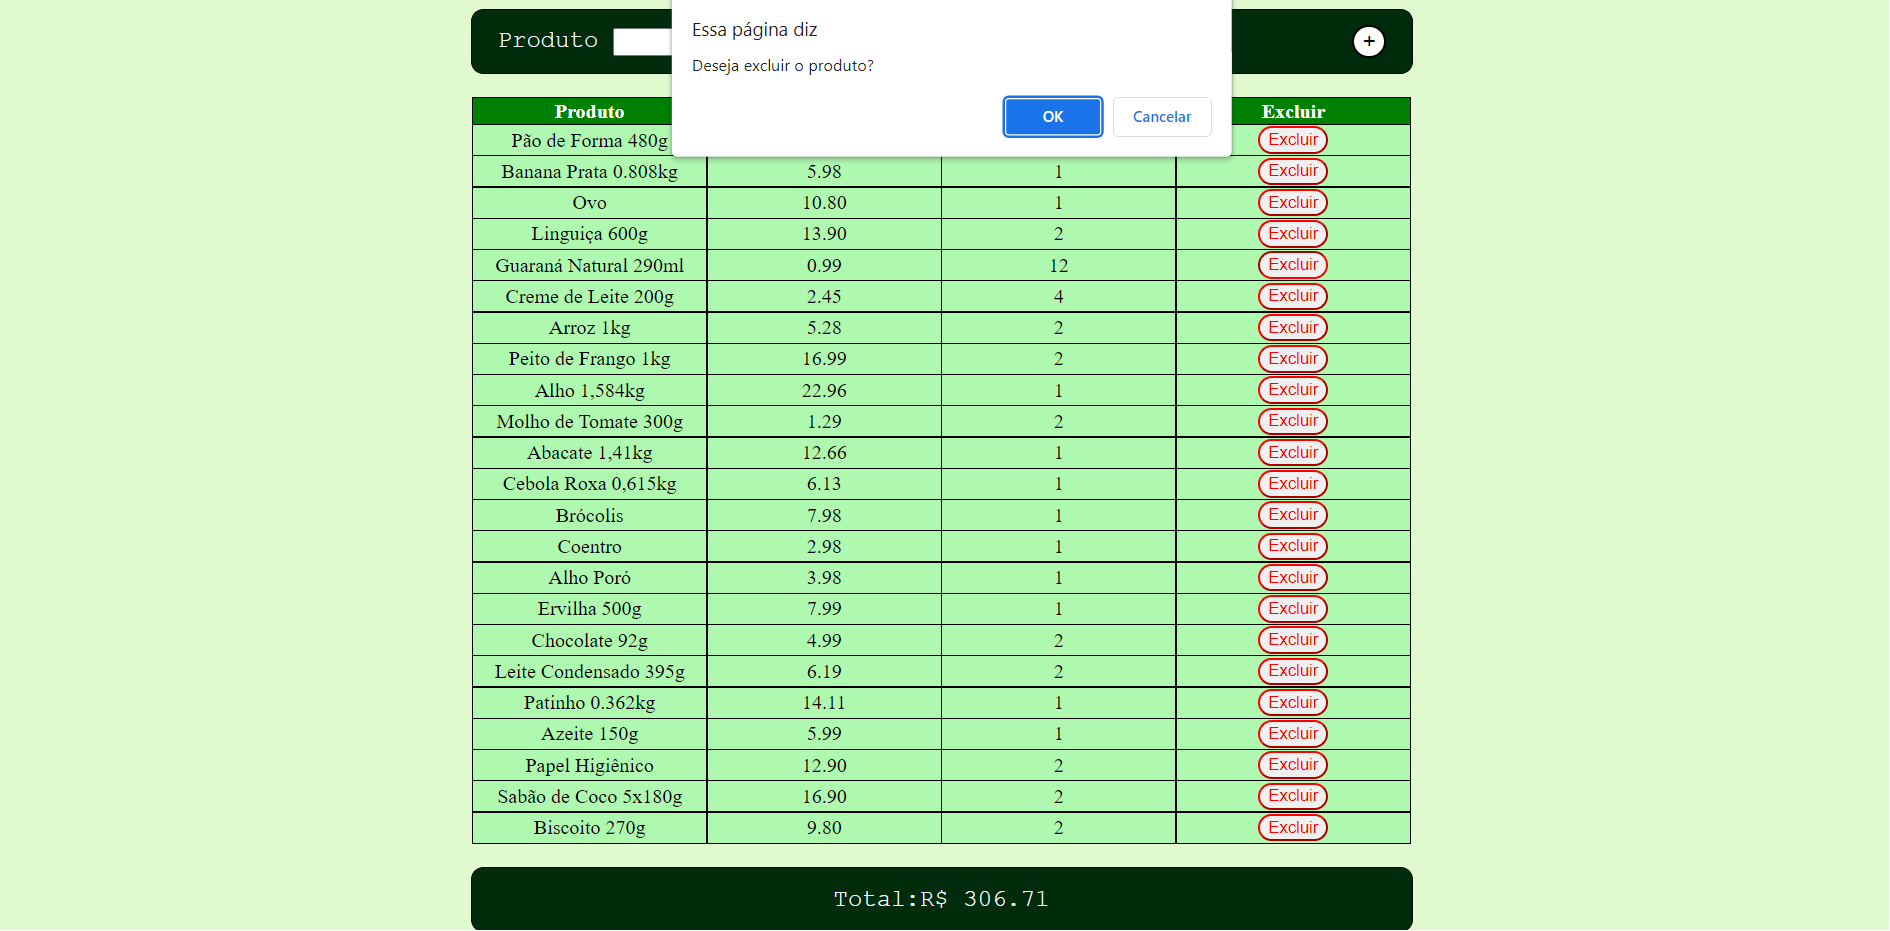 Essa página diz
Deseja excluir o produto?
OK Cancelar
Produto +
Produto Excluir
Pão de Forma 480g Excluir
Banana Prata 0.808kg 5.98 1 Excluir
Ovo 10.80 1 Excluir
Linguiça 600g 13.90 2 Excluir
Guaraná Natural 290ml 0.99 12 Excluir
Creme de Leite 200g 2.45 4 Excluir
Arroz 1kg 5.28 2 Excluir
Peito de Frango 1kg 16.99 2 Excluir
Alho 1,584kg 22.96 1 Excluir
Molho de Tomate 300g 1.29 2 Excluir
Abacate 1,41kg 12.66 1 Excluir
Cebola Roxa 0,615kg 6.13 1 Excluir
Brócolis 7.98 1 Excluir
Coentro 2.98 1 Excluir
Alho Poró 3.98 1 Excluir
Ervilha 500g 7.99 1 Excluir
Chocolate 92g 4.99 2 Excluir
Leite Condensado 395g 6.19 2 Excluir
Patinho 0.362kg 14.11 1 Excluir
Azeite 150g 5.99 1 Excluir
Papel Higiênico 12.90 2 Excluir
Sabão de Coco 5x180g 16.90 2 Excluir
Biscoito 270g 9.80 2 Excluir
Total:R$ 306.71